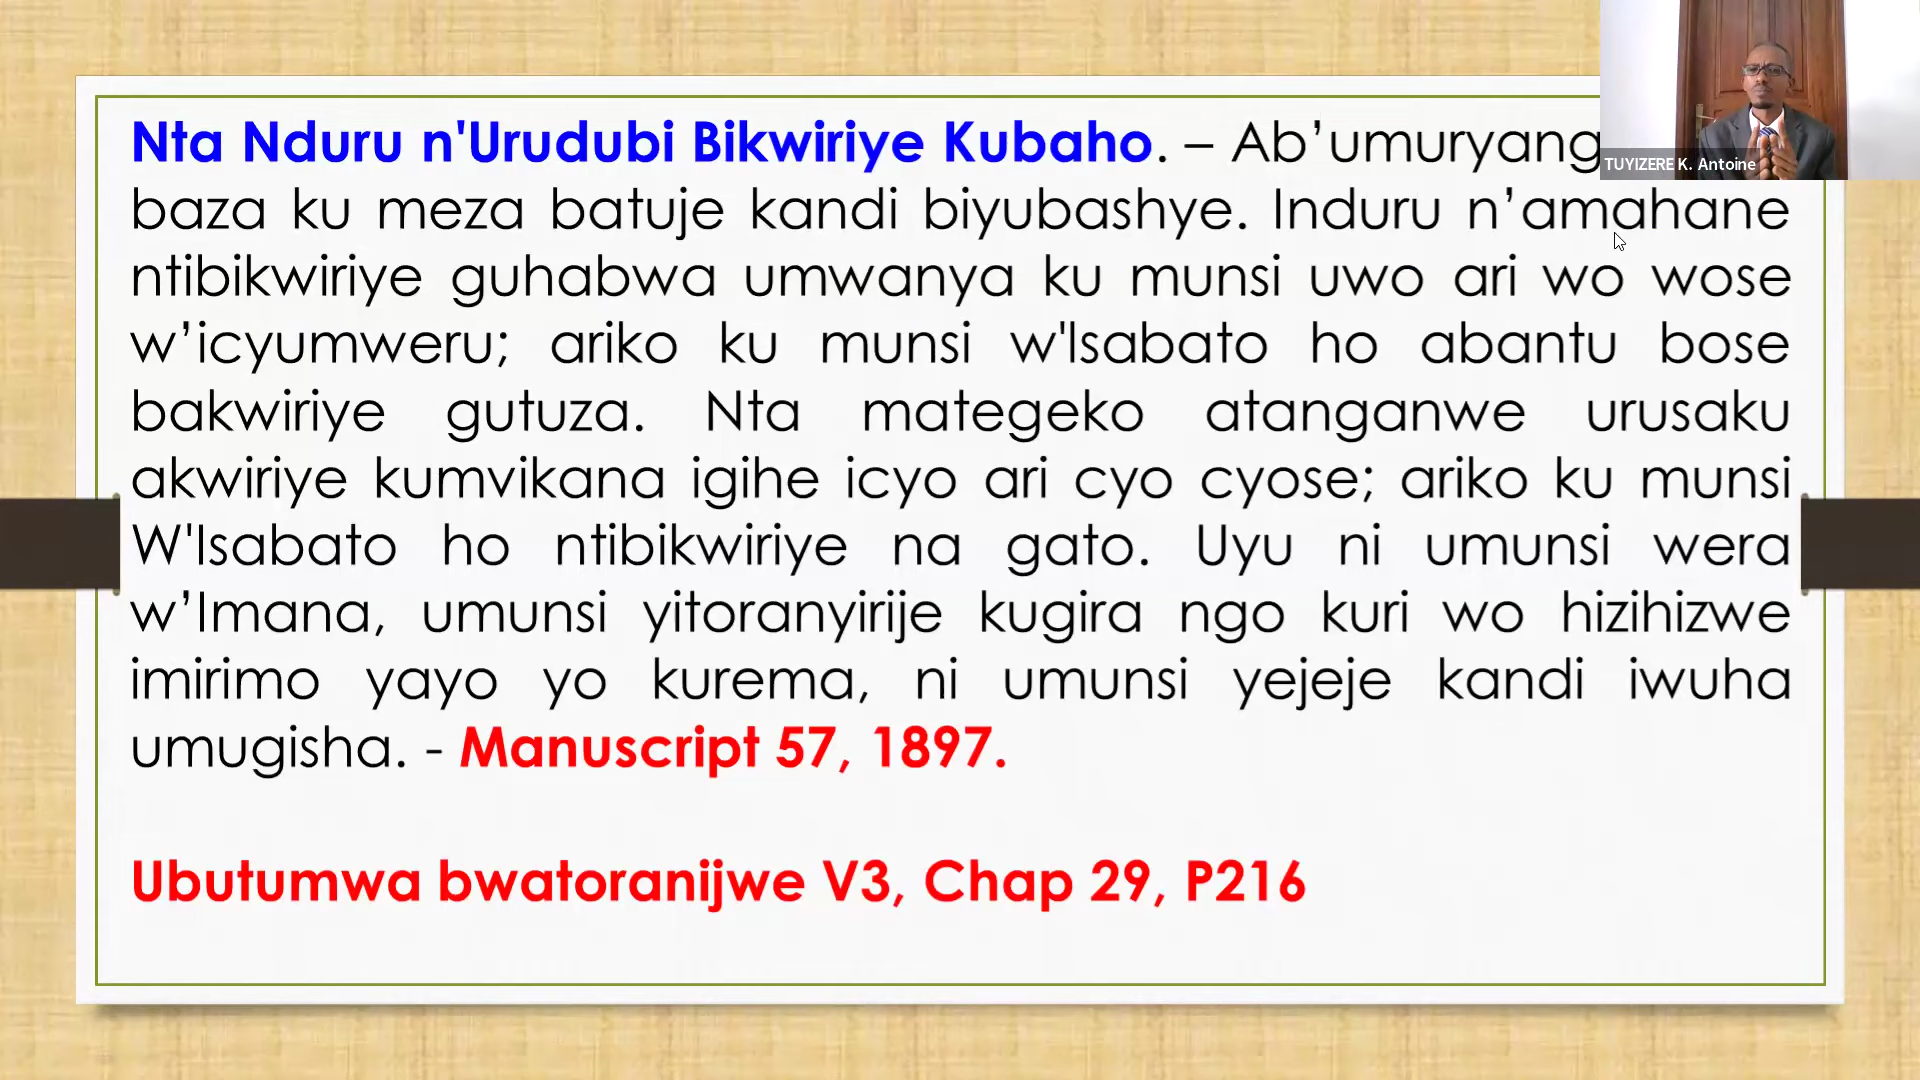 Nta Nduru n'Urudubi Bikwiriye Kubaho. – Ab’umuryang
baza ku meza batuje kandi biyubashye. Induru n’amahane
ntibikwiriye guhabwa umwanya ku munsi uwo ari wo wose
w’icyumweru; ariko ku munsi w'Isabato ho abantu bose
bakwiriye gutuza. Nta mategeko atanganwe urusaku
akwiriye kumvikana igihe icyo ari cyo cyose; ariko ku munsi
W'Isabato ho ntibikwiriye na gato. Uyu ni umunsi wera
w’Imana, umunsi yitoranyirije kugira ngo kuri wo hizihizwe
imirimo yayo yo kurema, ni umunsi yejeje kandi iwuha
umugisha. - Manuscript 57, 1897.
Ubutumwa bwatoranijwe V3, Chap 29, P216
TUYIZERE K. Antoine